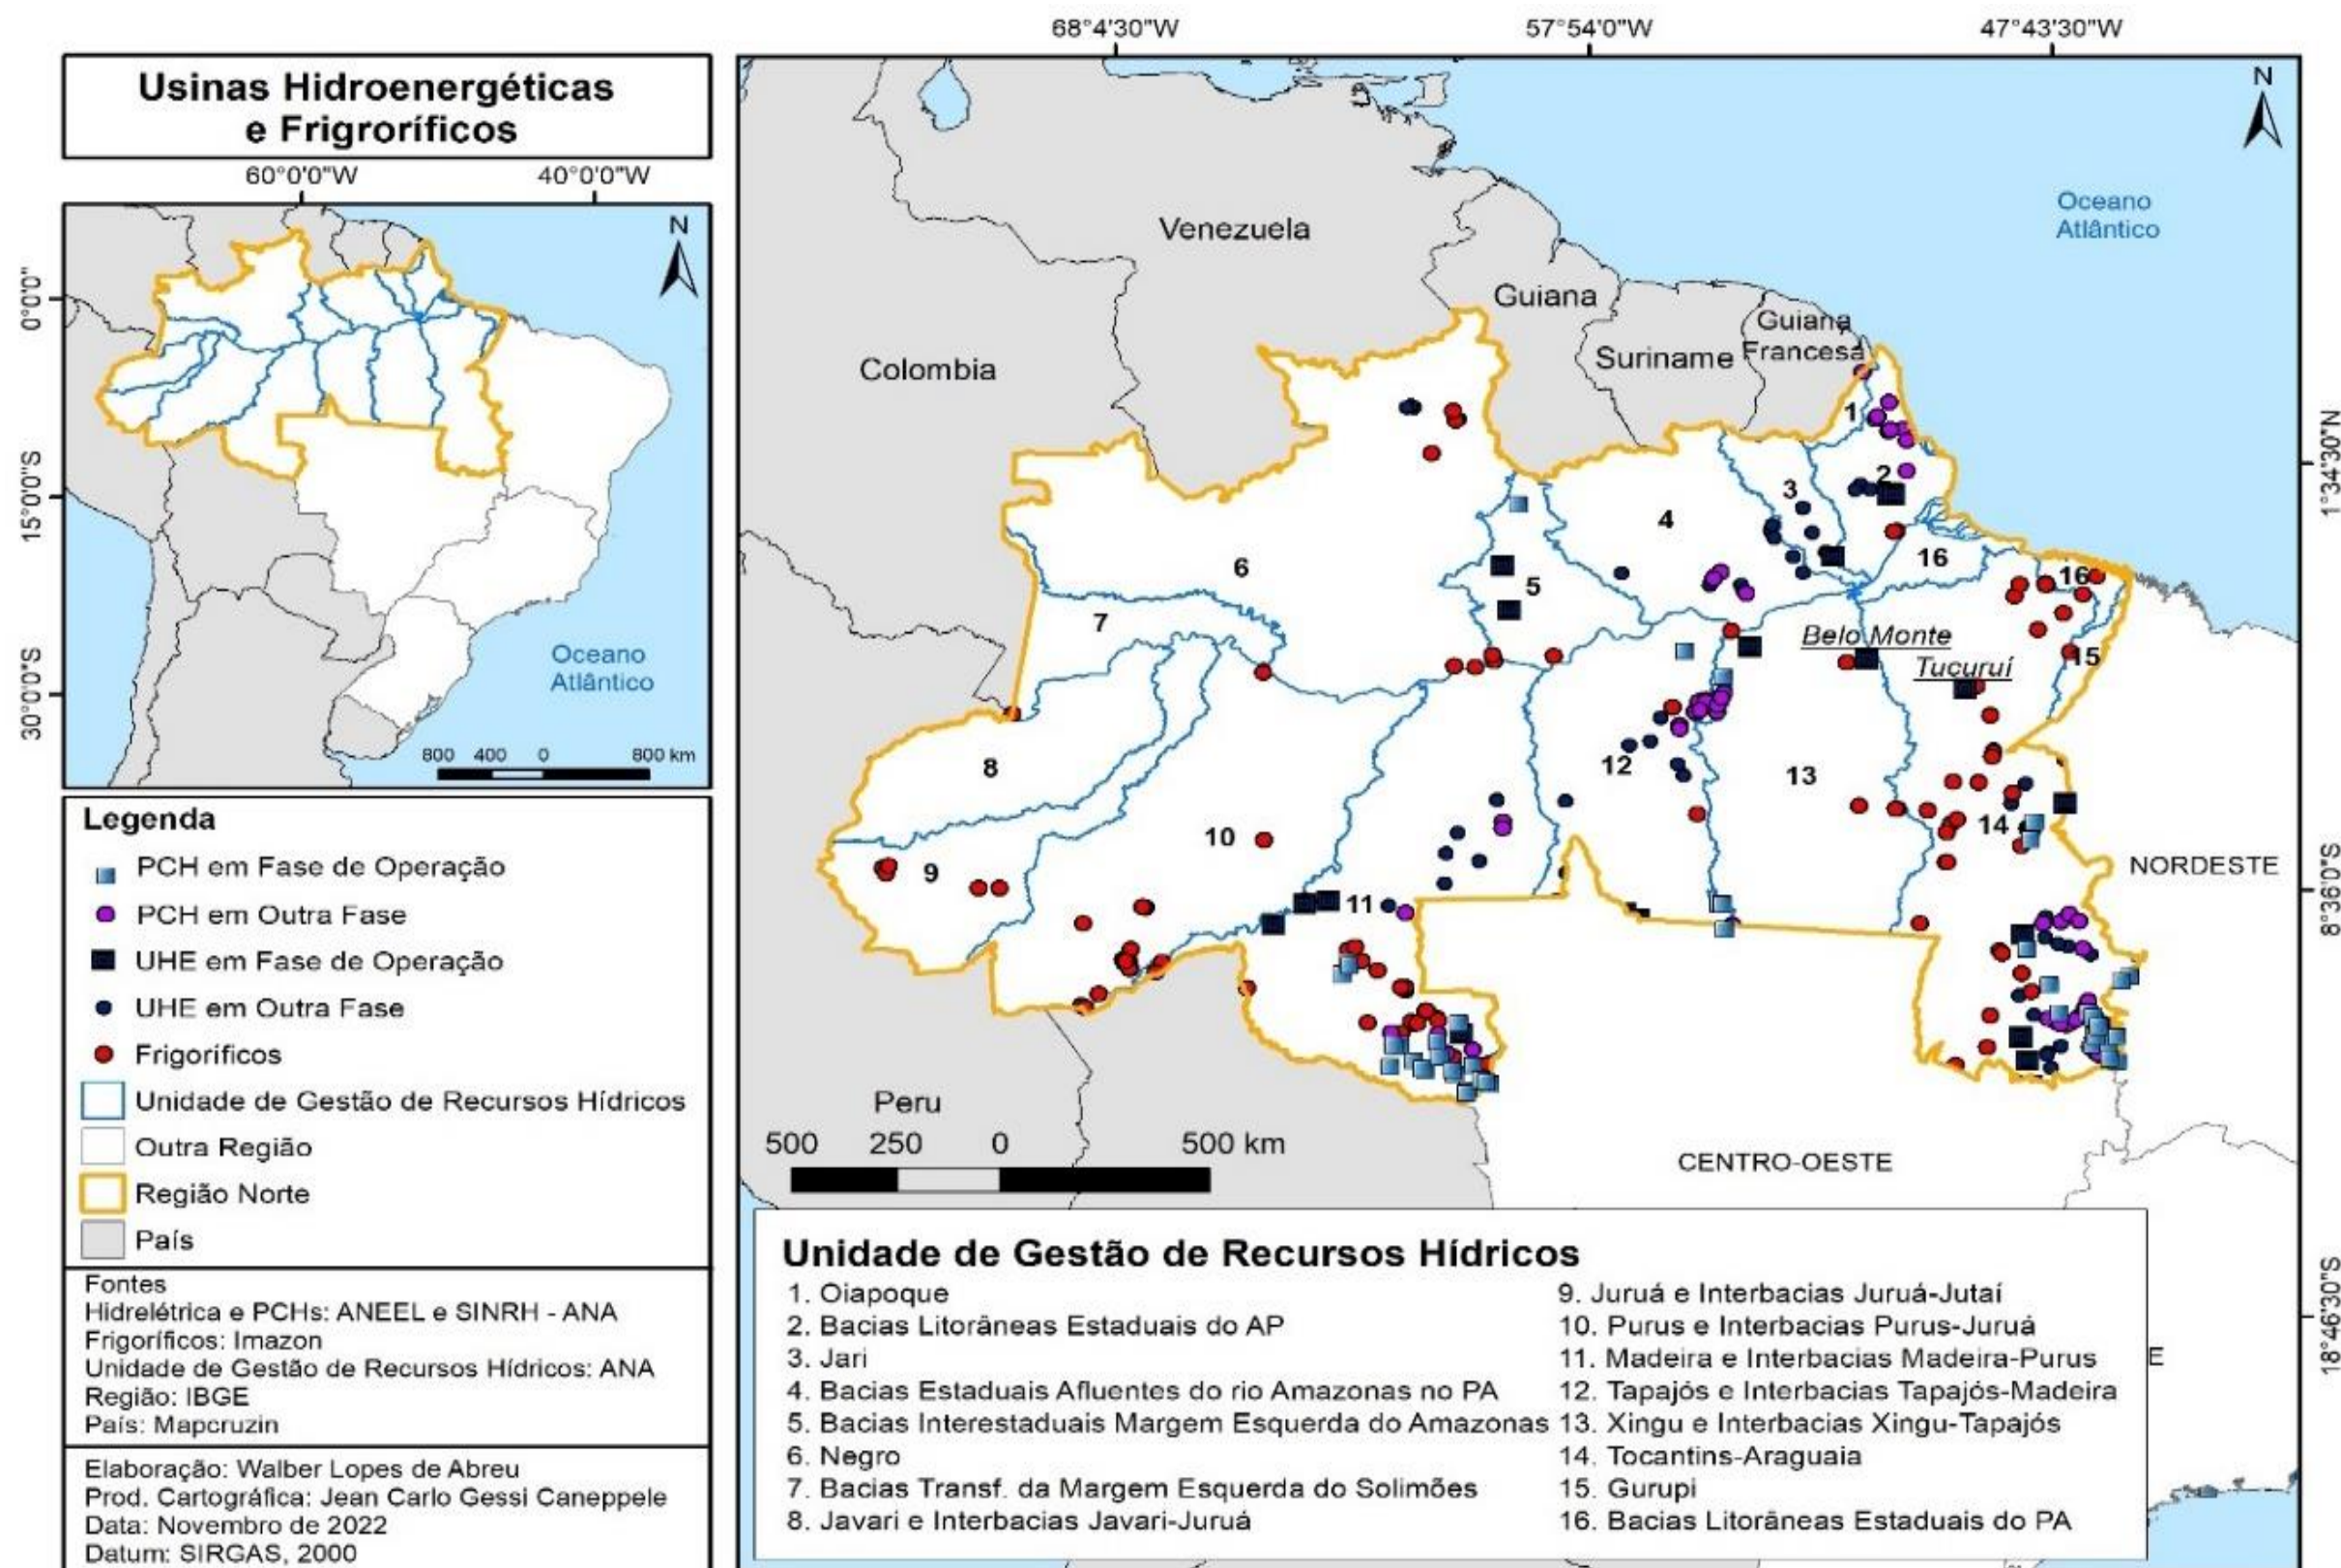 Usinas Hidroenergéticas
e Frigroríficos
60°0'0"W
40°0'0"W
N
0°0'0"
15°0'0"S
30°0'0"S
Oceano
Atlântico
800 400 0 800 km
Legenda
PCH em Fase de Operação
PCH em Outra Fase
UHE em Fase de Operação
UHE em Outra Fase
Frigoríficos
Unidade de Gestão de Recursos Hídricos
Outra Região
Região Norte
País
Fontes
Hidrelétrica e PCHs: ANEEL e SINRH - ANA
Frigoríficos: Imazon
Unidade de Gestão de Recursos Hídricos: ANA
Região: IBGE
País: Mapcruzin
Elaboração: Walber Lopes de Abreu
Prod. Cartográfica: Jean Carlo Gessi Caneppele
Data: Novembro de 2022
Datum: SIRGAS, 2000
68°4'30"W
57°54'0"W
47°43'30"W
N
Oceano
Atlântico
Venezuela
Guiana
Guiana
Francesa
Suriname
Colombia
1
2
3
4
16
6
5
16
7
Belo Monte
15
Tucuruí
8
12
13
14
10
9
11
NORDESTE
Peru
CENTRO-OESTE
500 250 0 500 km
1°34'30"N
8°36'0"S
18°46'30"S
E
Unidade de Gestão de Recursos Hídricos
1. Oiapoque
2. Bacias Litorâneas Estaduais do AP
3. Jari
4. Bacias Estaduais Afluentes do rio Amazonas no PA
5. Bacias Interestaduais Margem Esquerda do Amazonas
6. Negro
7. Bacias Transf. da Margem Esquerda do Solimões
8. Javari e Interbacias Javari-Juruá
9. Juruá e Interbacias Juruá-Jutaí
10. Purus e Interbacias Purus-Juruá
11. Madeira e Interbacias Madeira-Purus
12. Tapajós e Interbacias Tapajós-Madeira
13. Xingu e Interbacias Xingu-Tapajós
14. Tocantins-Araguaia
15. Gurupi
16. Bacias Litorâneas Estaduais do PA